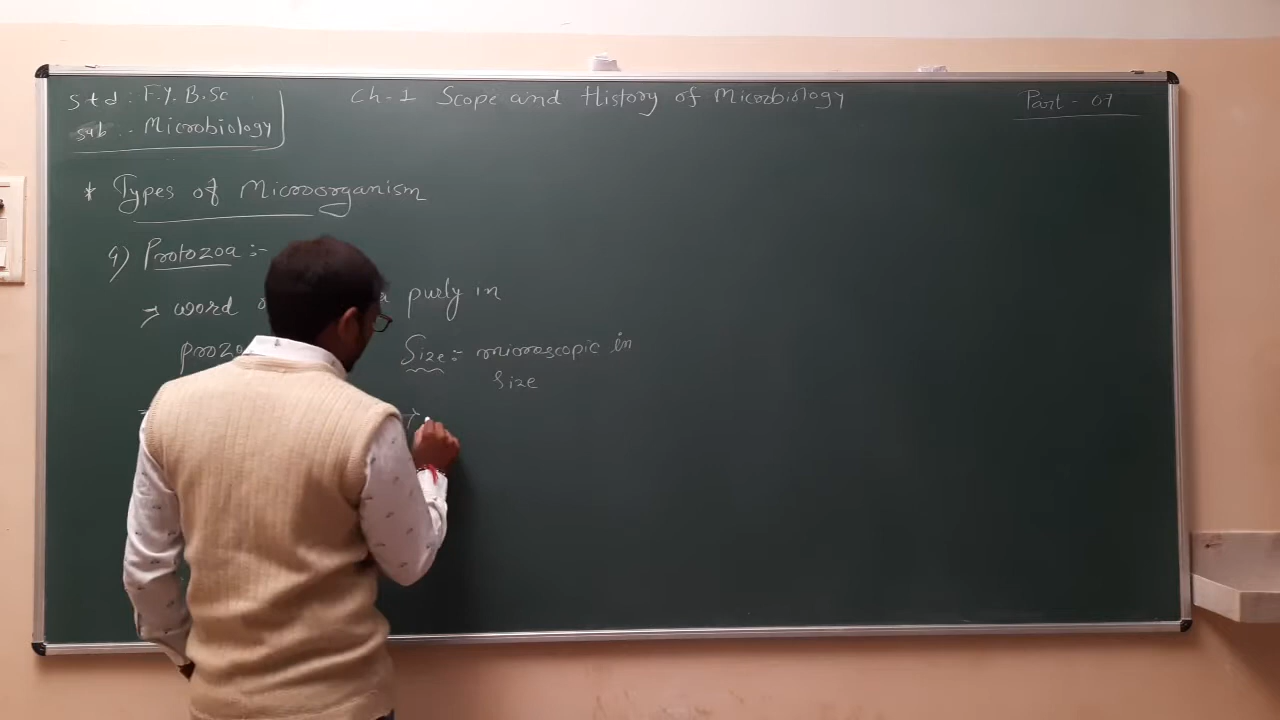 Std : F.Y. B.Sc
Sub :- Microbiology
Ch-1 Scope and History of Microbiology
Part - 07
* Types of Microorganism
4) Protozoa :-
→ word purly in
Size :- microscopic in
Size